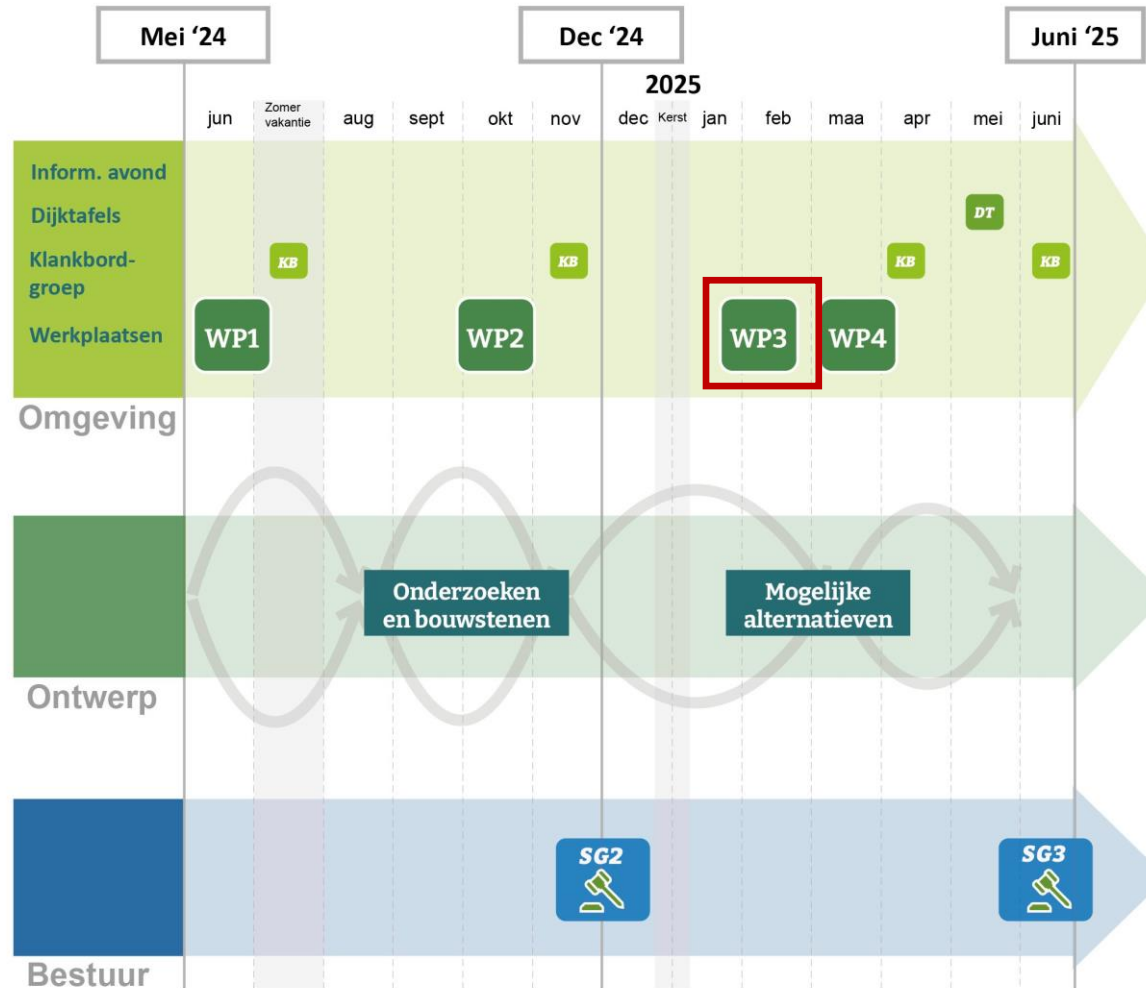 Mei ‘24
Dec ‘24
Juni ‘25
2025
jun
Zomer
vakantie
aug
sept
okt
nov
dec
Kerst
jan
feb
maa
apr
mei
juni
Inform. avond
Dijktafels
DT
Klankbord-
groep
KB
KB
KB
KB
Werkplaatsen
WP1
WP2
WP3
WP4
Omgeving
Onderzoeken
en bouwstenen
Mogelijke
alternatieven
Ontwerp
SG2
SG3
Bestuur